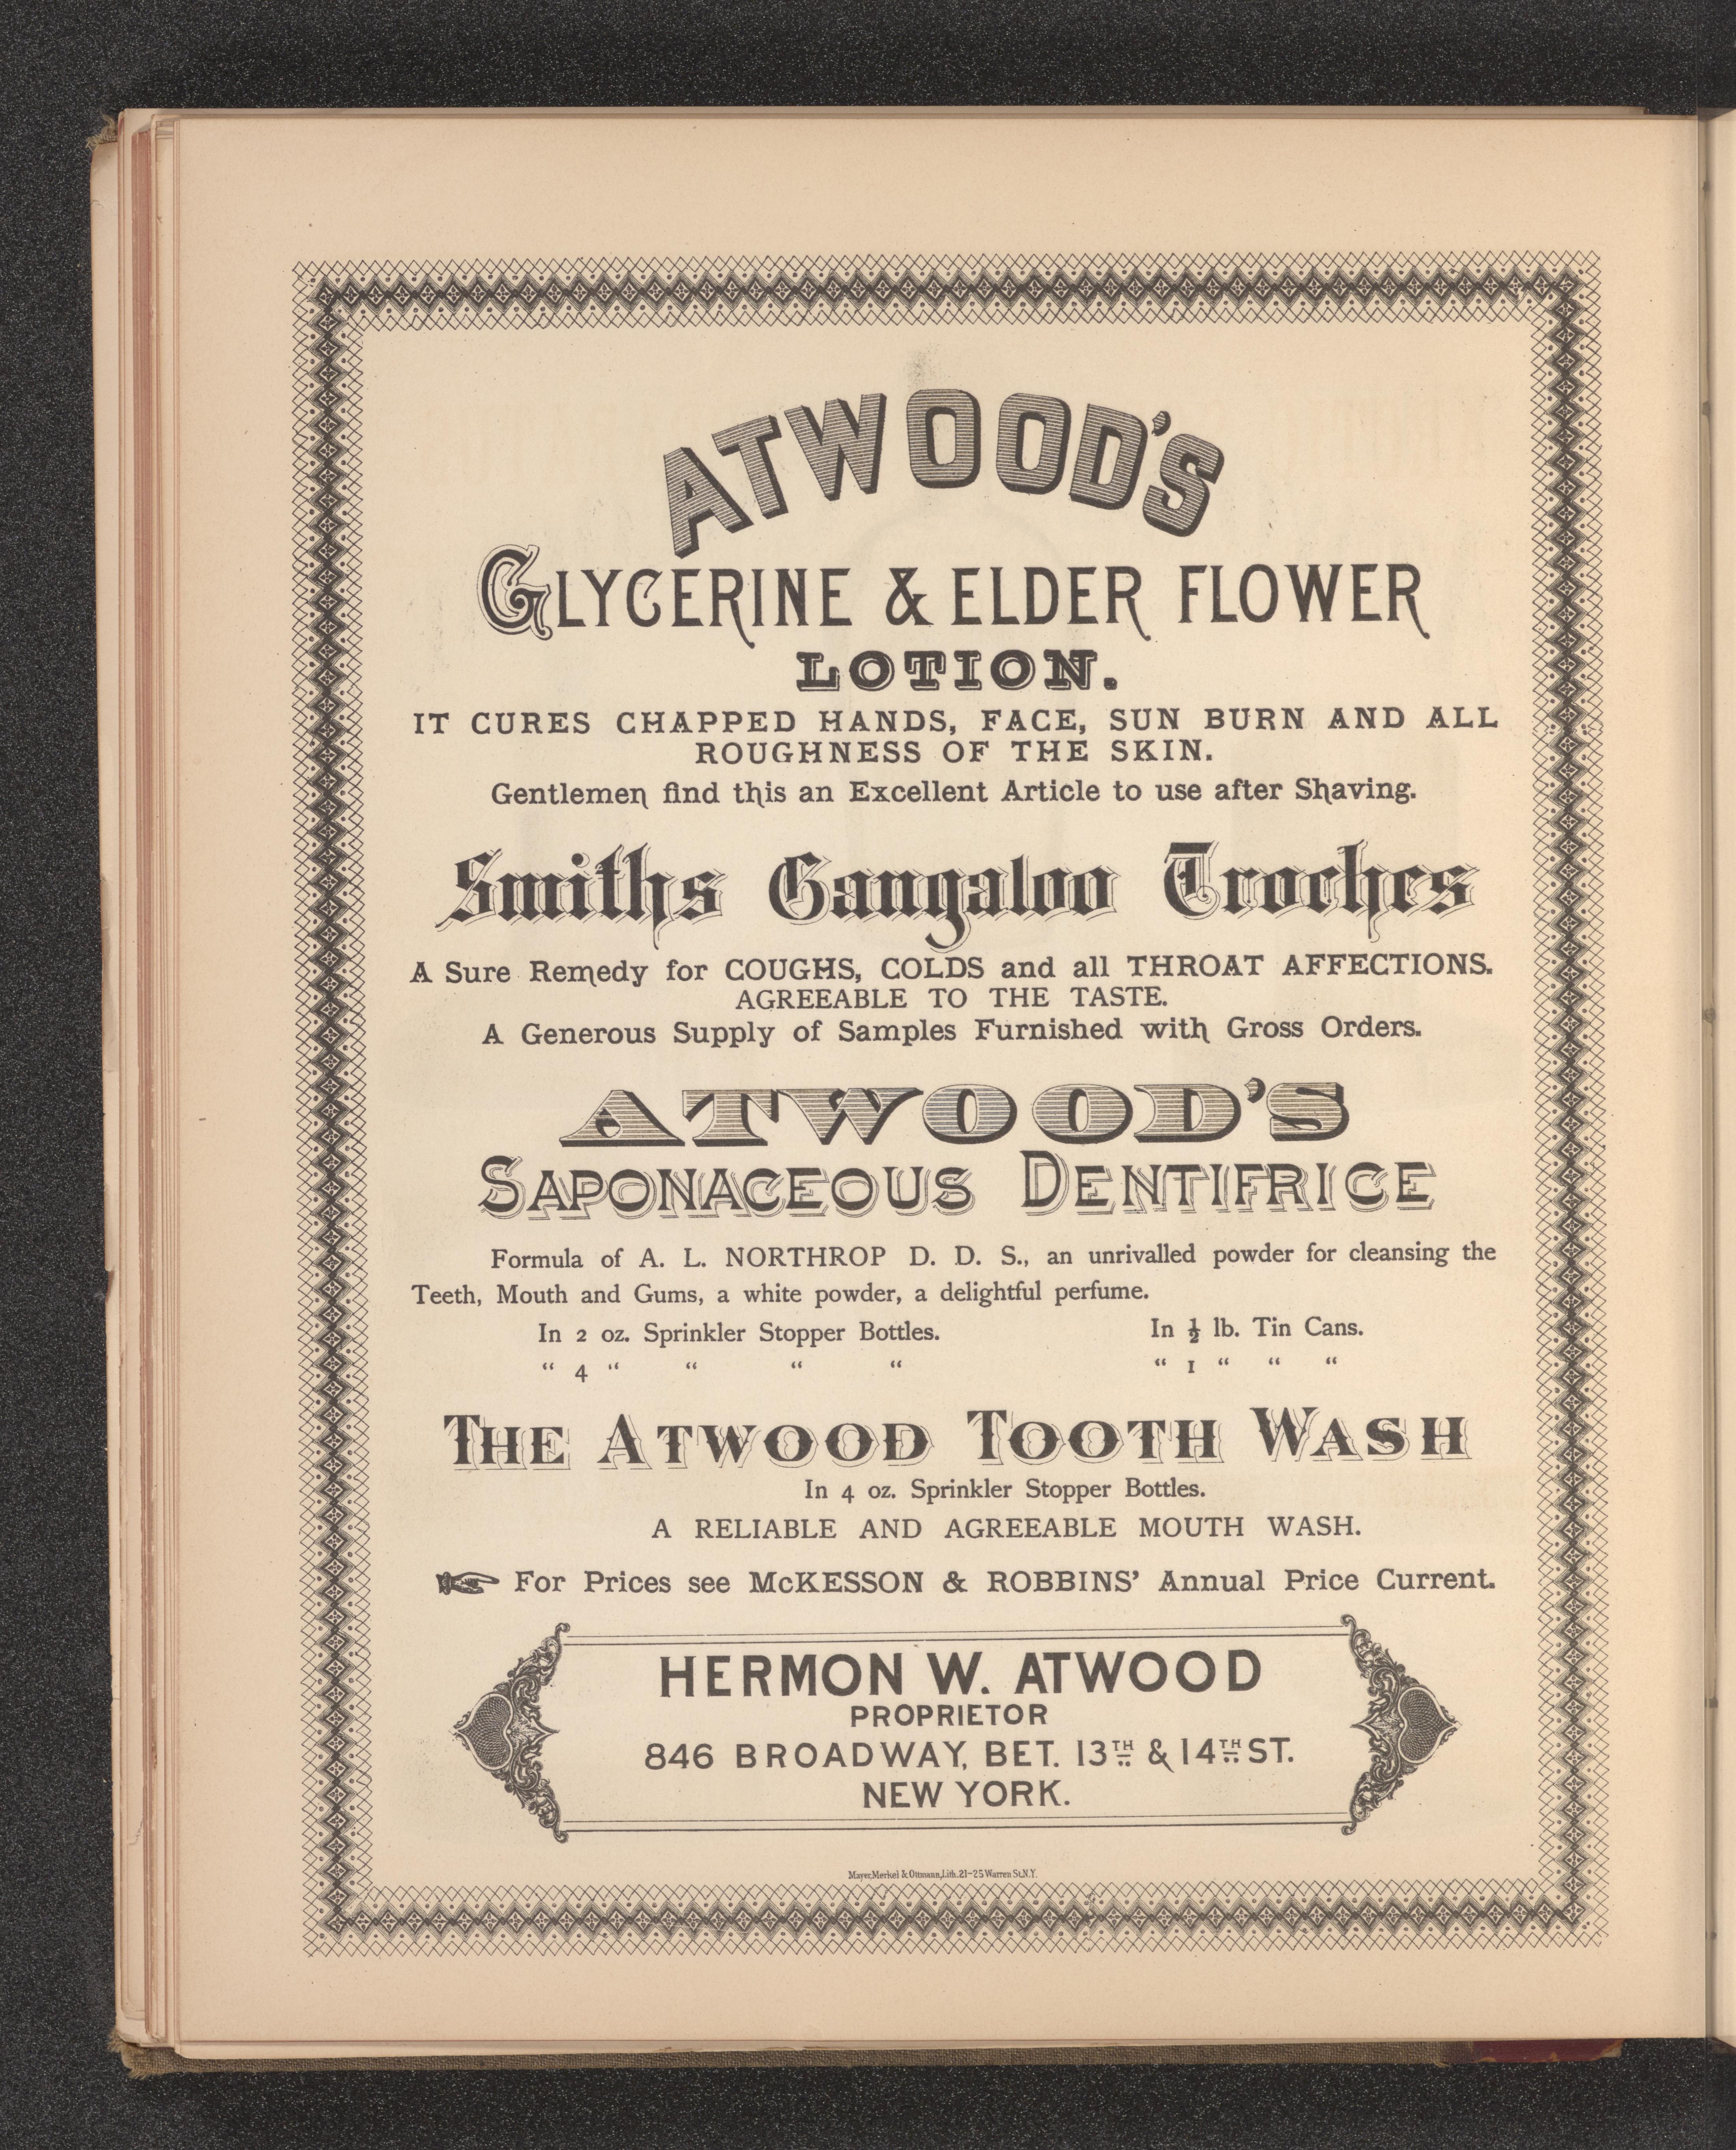 ATWOOD'S
GLYCERINE & ELDER FLOWER
LOTION.
IT CURES CHAPPED HANDS, FACE, SUN BURN AND ALL
ROUGHNESS OF THE SKIN.
Gentlemen find this an Excellent Article to use after Shaving.
Smiths Gangaloo Troches
A Sure Remedy for COUGHS, COLDS and all THROAT AFFECTIONS.
AGREEABLE TO THE TASTE.
A Generous Supply of Samples Furnished with Gross Orders.
ATWOOD'S
SAPONACEOUS DENTIFRICE
Formula of A. L. NORTHROP D. D. S., an unrivalled powder for cleansing the
Teeth, Mouth and Gums, a white powder, a delightful perfume.
In 2 oz. Sprinkler Stopper Bottles. In ½ lb. Tin Cans.
“ 4 “ “ “ “ “ 1 “ “ “
THE ATWOOD TOOTH WASH
In 4 oz. Sprinkler Stopper Bottles.
A RELIABLE AND AGREEABLE MOUTH WASH.
☞ For Prices see McKESSON & ROBBINS' Annual Price Current.
HERMON W. ATWOOD
PROPRIETOR
846 BROADWAY, BET. 13TH & 14TH ST.
NEW YORK.
Mayer, Merkel & Ottmann, Lith. 21-25 Warren St. N.Y.